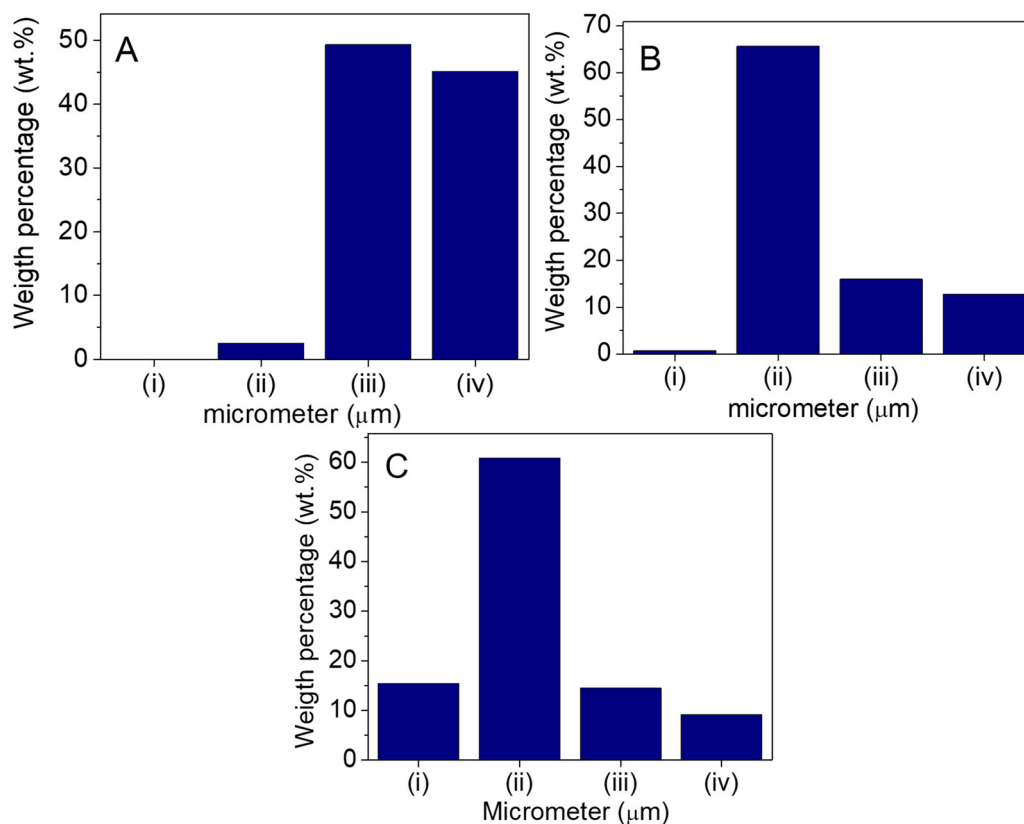 A
Weigth percentage (wt.%)
50
40
30
20
10
0
(i) (ii) (iii) (iv)
micrometer (μm)
B
Weigth percentage (wt.%)
70
60
50
40
30
20
10
0
(i) (ii) (iii) (iv)
micrometer (μm)
C
Weigth percentage (wt.%)
60
50
40
30
20
10
0
(i) (ii) (iii) (iv)
Micrometer (μm)